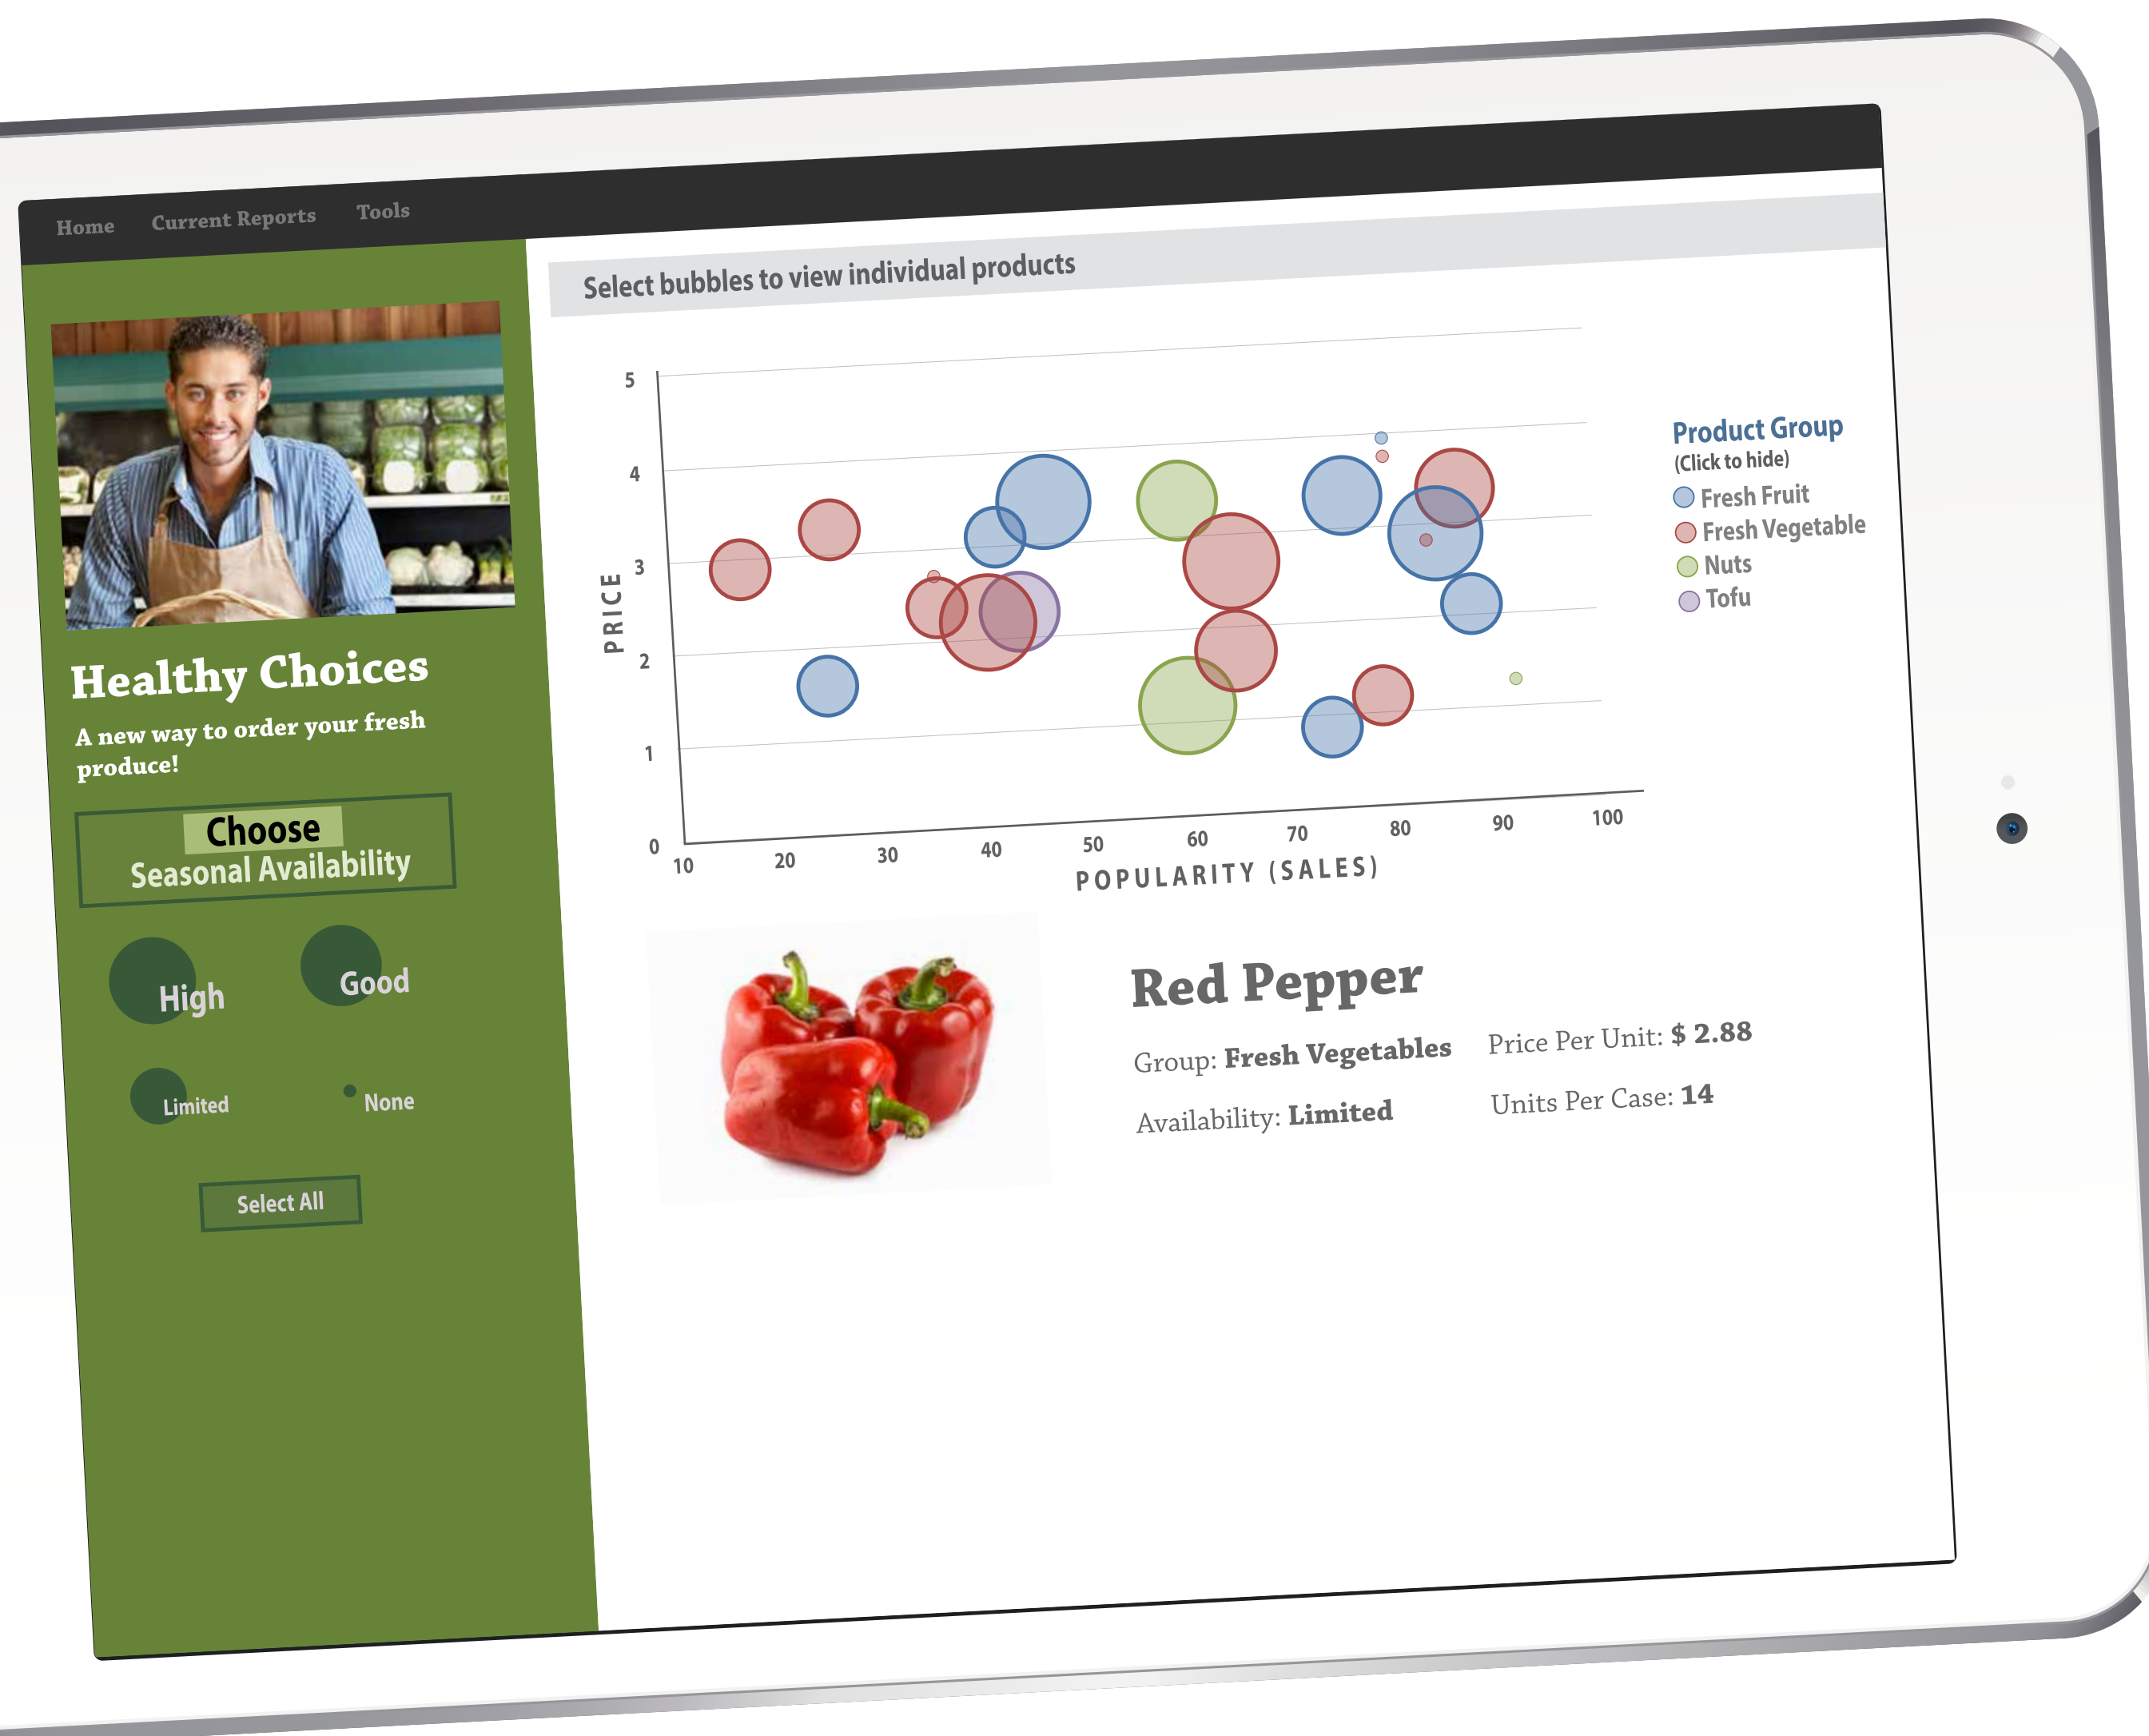 Home Current Reports Tools
Select bubbles to view individual products
Healthy Choices
A new way to order your fresh
produce!
Choose
Seasonal Availability
High
Good
Limited
None
Select All
PRICE
5
4
3
2
1
0
10 20 30 40 50 60 70 80 90 100
POPULARITY (SALES)
Product Group
(Click to hide)
Fresh Fruit
Fresh Vegetable
Nuts
Tofu
Red Pepper
Group: Fresh Vegetables
Price Per Unit: $ 2.88
Availability: Limited
Units Per Case: 14